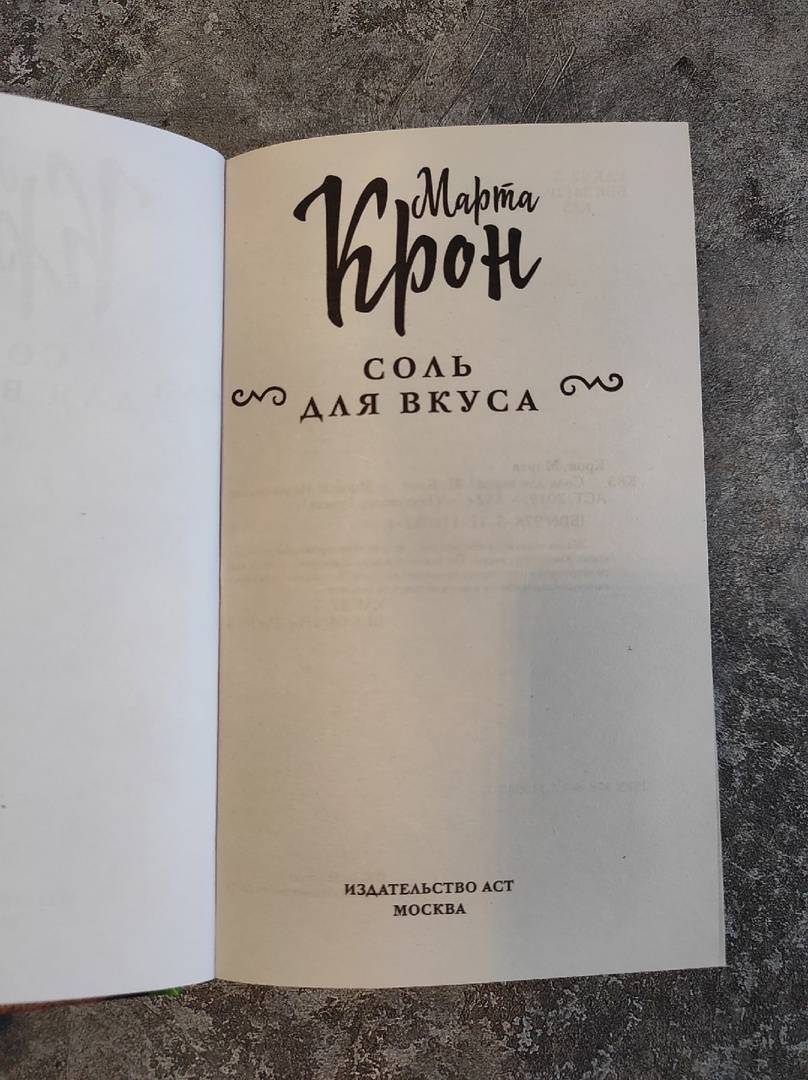 Марта
Крон
СОЛЬ
ДЛЯ ВКУСА
ИЗДАТЕЛЬСТВО АСТ
МОСКВА